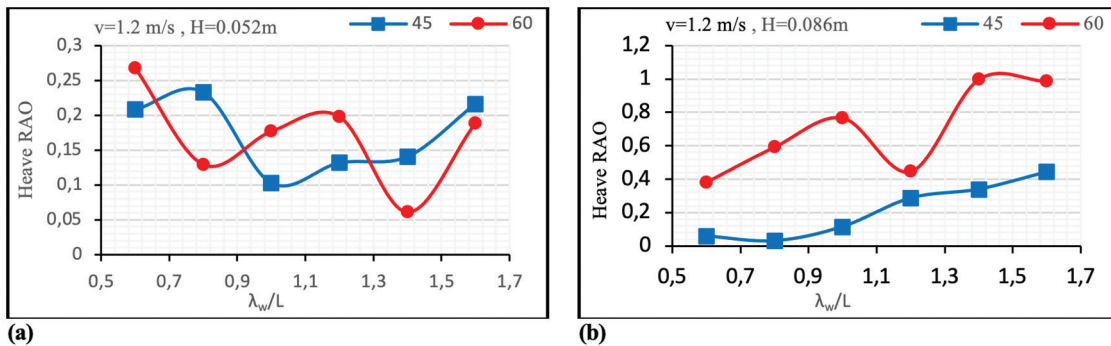 v=1.2 m/s , H=0.052m
45
60
Heave RAO
0,3
0,25
0,2
0,15
0,1
0,05
0
0,5 0,7 0,9 1,1 1,3 1,5 1,7
λw/L
(a)
v=1.2 m/s , H=0.086m
45
60
Heave RAO
1,2
1
0,8
0,6
0,4
0,2
0
0,5 0,7 0,9 1,1 1,3 1,5 1,7
λw/L
(b)